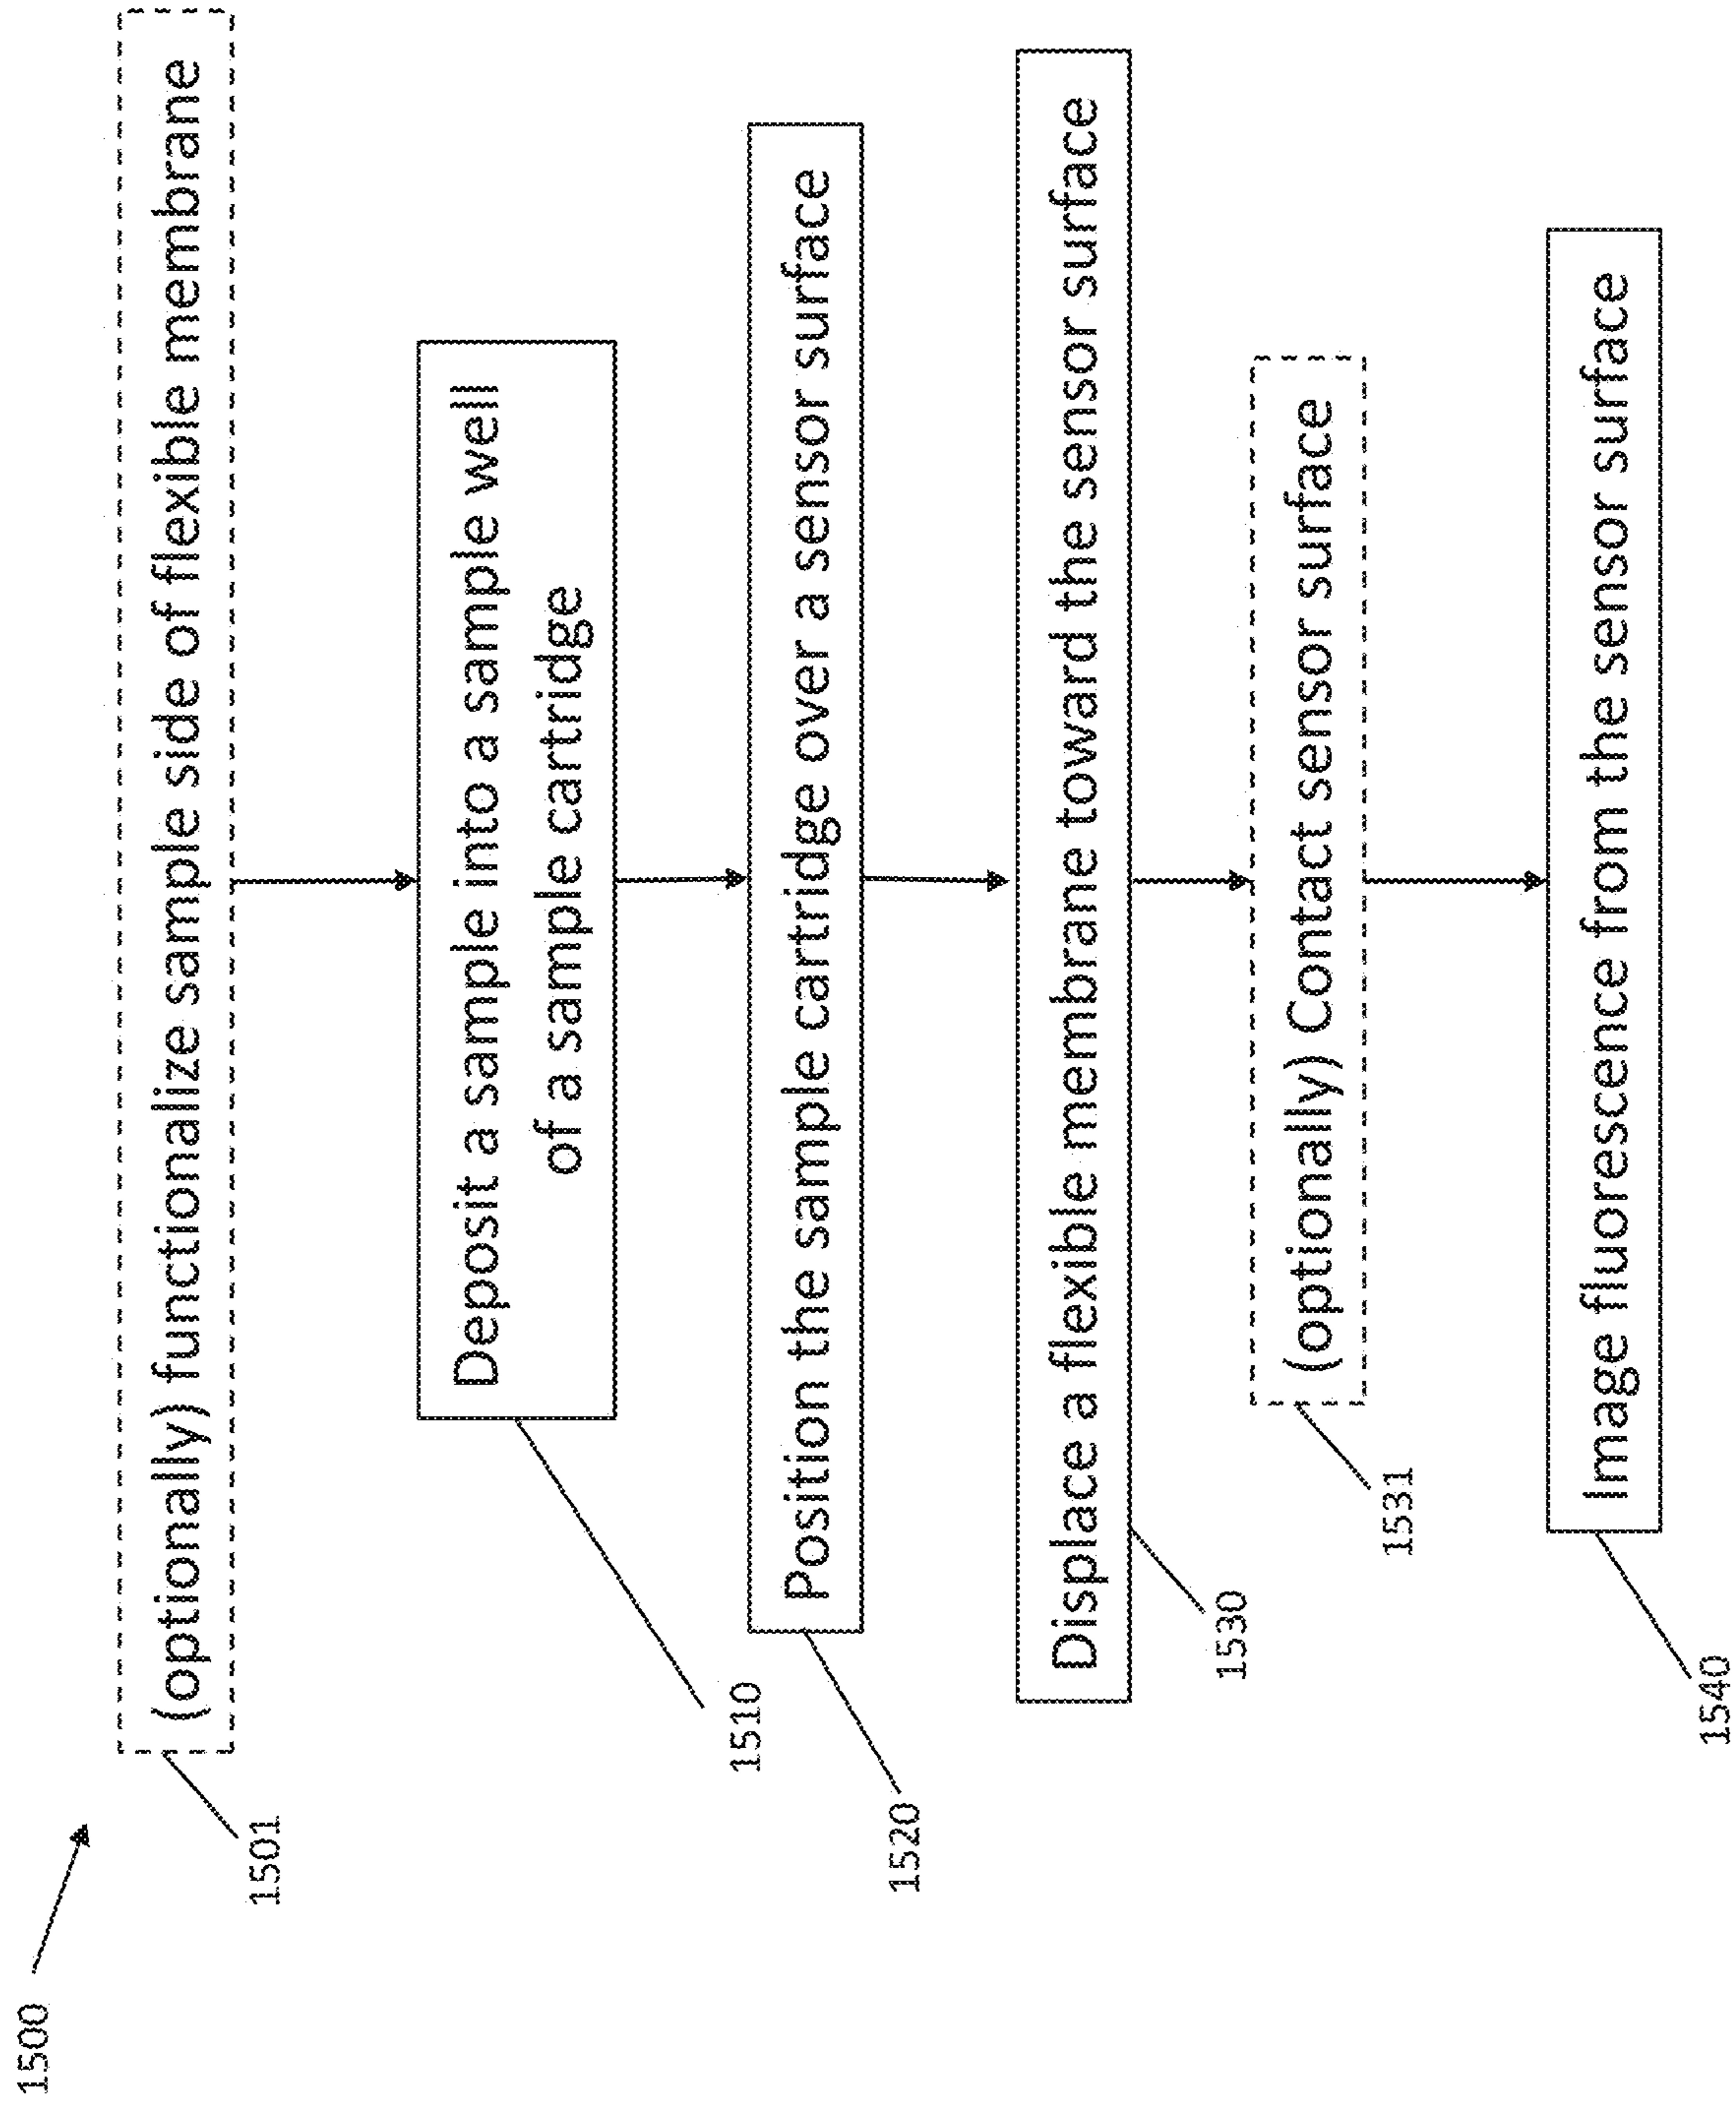 1500
1501
(optionally) functionalize sample side of flexible membrane
1510
Deposit a sample into a sample well
of a sample cartridge
1520
Position the sample cartridge over a sensor surface
1530
Displace a flexible membrane toward the sensor surface
1531
(optionally) Contact sensor surface
1540
Image fluorescence from the sensor surface